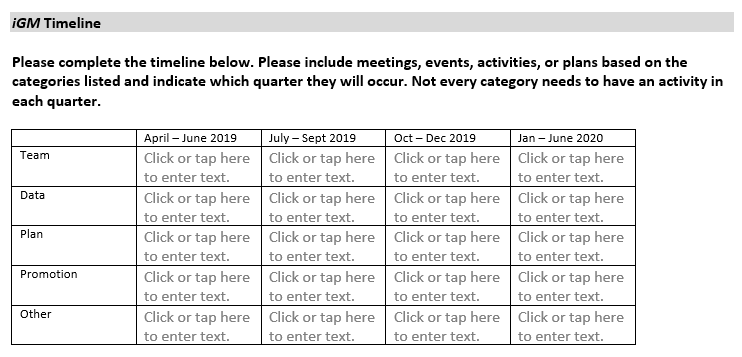 iGM Timeline
Please complete the timeline below. Please include meetings, events, activities, or plans based on the
categories listed and indicate which quarter they will occur. Not every category needs to have an activity in
each quarter.
April – June 2019 July – Sept 2019 Oct – Dec 2019 Jan – June 2020
Team Click or tap here Click or tap here Click or tap here Click or tap here
to enter text. to enter text. to enter text. to enter text.
Data Click or tap here Click or tap here Click or tap here Click or tap here
to enter text. to enter text. to enter text. to enter text.
Plan Click or tap here Click or tap here Click or tap here Click or tap here
to enter text. to enter text. to enter text. to enter text.
Promotion Click or tap here Click or tap here Click or tap here Click or tap here
to enter text. to enter text. to enter text. to enter text.
Other Click or tap here Click or tap here Click or tap here Click or tap here
to enter text. to enter text. to enter text. to enter text.